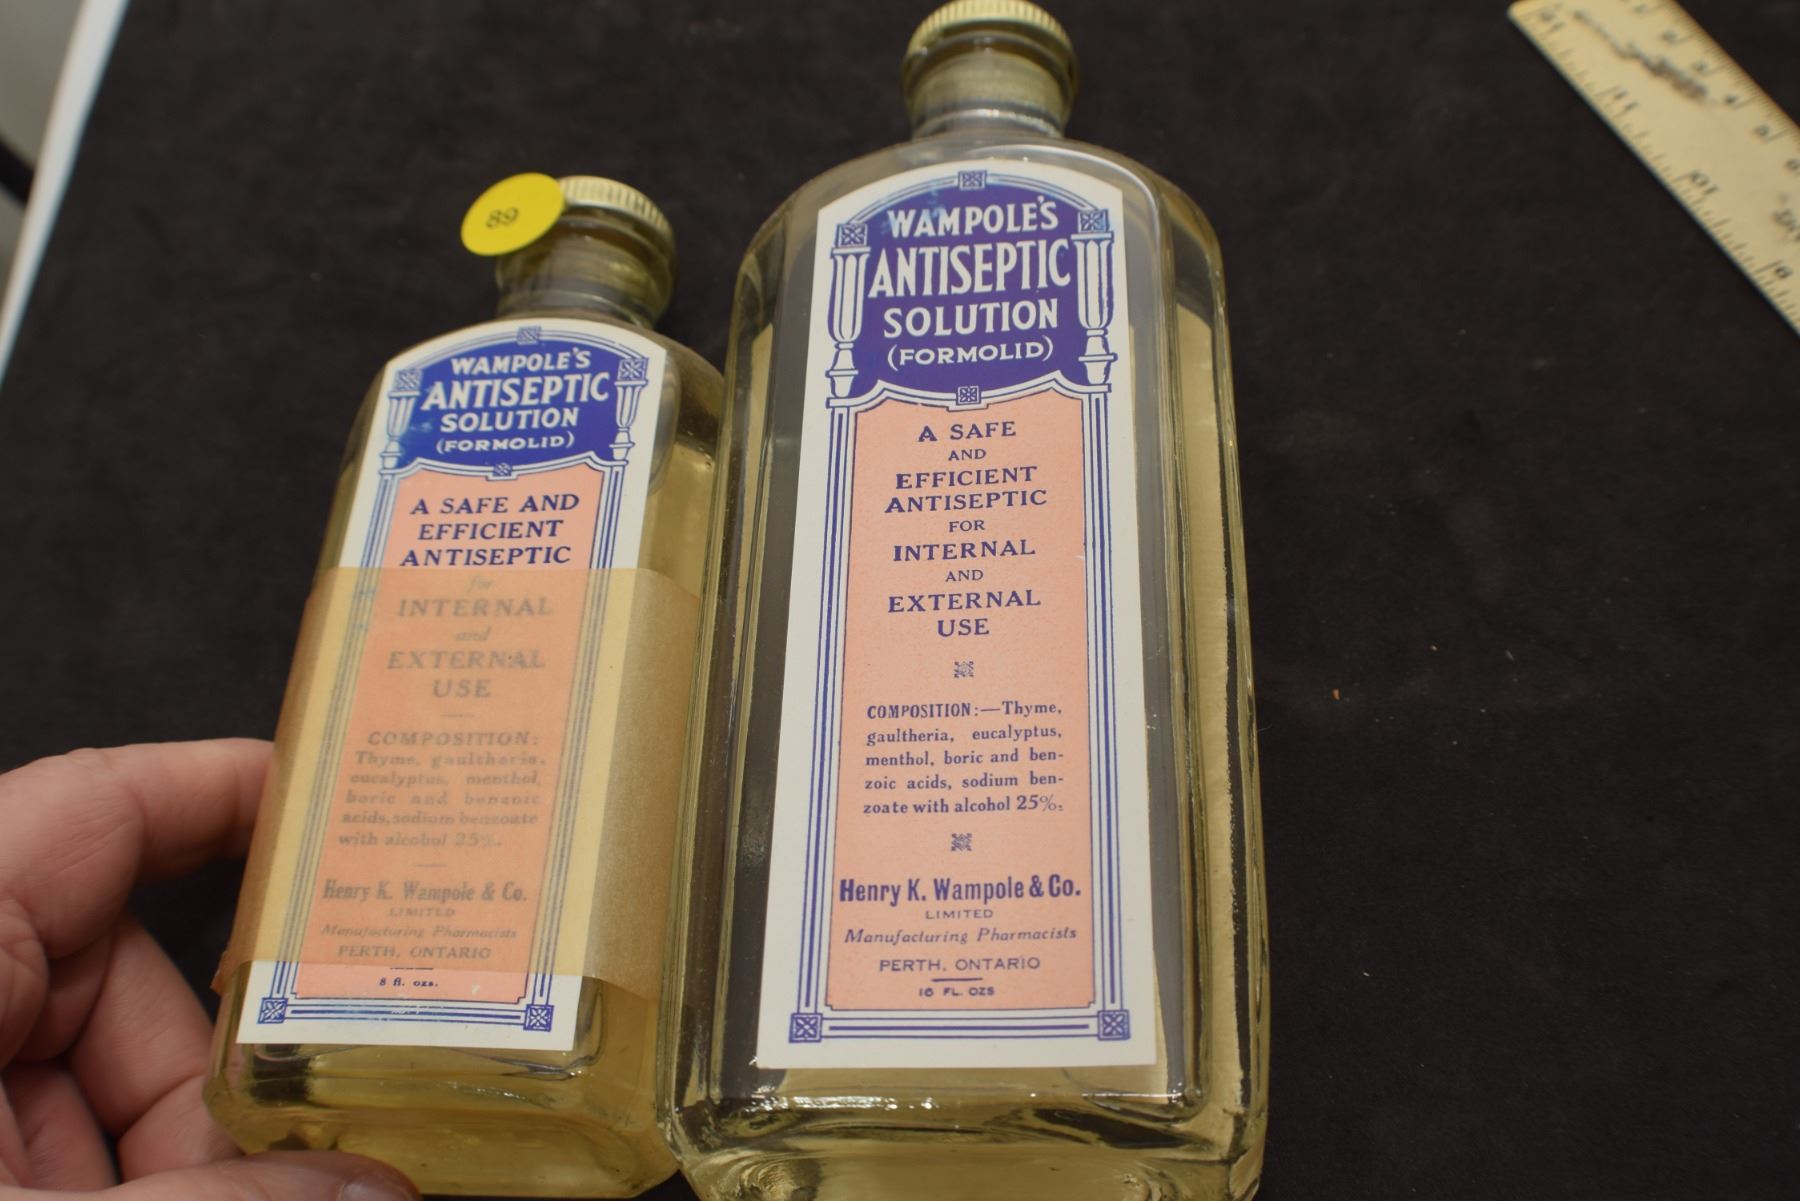 89
WAMPOLE'S
ANTISEPTIC
SOLUTION
(FORMOLID)
A SAFE AND
EFFICIENT
ANTISEPTIC
for
INTERNAL
and
EXTERNAL
USE
COMPOSITION:
Thyme, gaultheria,
eucalyptus, menthol,
boric and benzoic
acids, sodium benzoate
with alcohol 25%.
Henry K. Wampole & Co.
LIMITED
Manufacturing Pharmacists
PERTH, ONTARIO
8 fl. ozs.
WAMPOLE'S
ANTISEPTIC
SOLUTION
(FORMOLID)
A SAFE
AND
EFFICIENT
ANTISEPTIC
FOR
INTERNAL
AND
EXTERNAL
USE
COMPOSITION:—Thyme,
gaultheria, eucalyptus,
menthol, boric and ben-
zoic acids, sodium ben-
zoate with alcohol 25%.
Henry K. Wampole & Co.
LIMITED
Manufacturing Pharmacists
PERTH, ONTARIO
16 FL. OZS